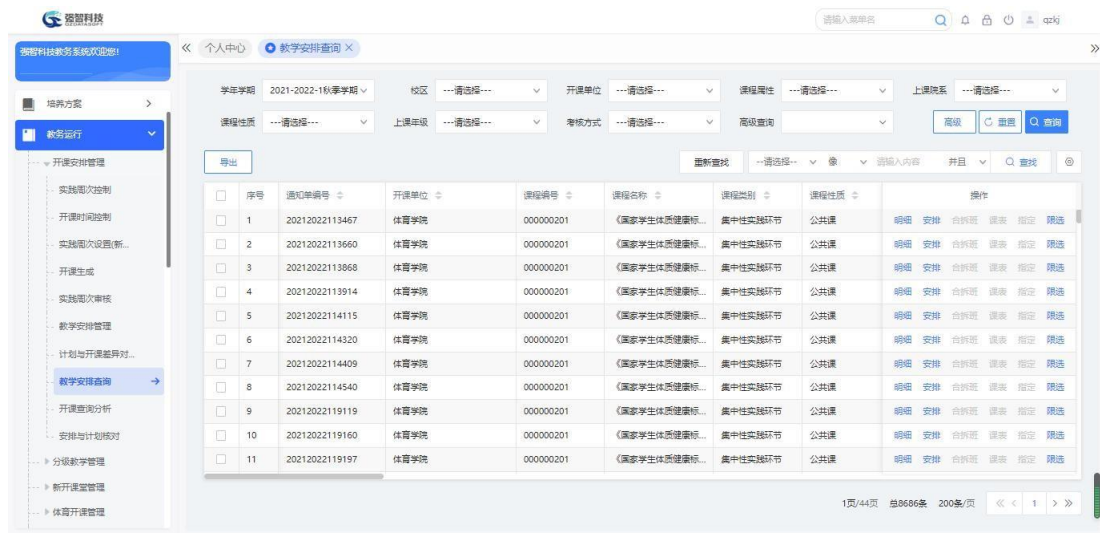 强智科技
QZDATASOFT
请输入菜单名
qzkj
强智科技教务系统欢迎您!
个人中心
教学安排查询
培养方案
教务运行
开课安排管理
实践周次控制
开课时间控制
实践周次设置(新...
开课生成
实践周次审核
教学安排管理
计划与开课差异对...
教学安排查询
开课查询分析
安排与计划核对
分级教学管理
新开课堂管理
体育开课管理
学年学期 2021-2022-1秋季学期 校区 ---请选择--- 开课单位 ---请选择--- 课程属性 ---请选择--- 上课院系 ---请选择---
课程性质 ---请选择--- 上课年级 ---请选择--- 考核方式 ---请选择--- 高级查询 高级 重置 查询
导出 重新查找 --请选择-- 像 请输入内容 并且 查找
序号 通知单编号 开课单位 课程编号 课程名称 课程类别 课程性质 操作
1 20212022113467 体育学院 000000201 《国家学生体质健康标... 集中性实践环节 公共课 明细 安排 合拆班 课表 指定 限选
2 20212022113660 体育学院 000000201 《国家学生体质健康标... 集中性实践环节 公共课 明细 安排 合拆班 课表 指定 限选
3 20212022113868 体育学院 000000201 《国家学生体质健康标... 集中性实践环节 公共课 明细 安排 合拆班 课表 指定 限选
4 20212022113914 体育学院 000000201 《国家学生体质健康标... 集中性实践环节 公共课 明细 安排 合拆班 课表 指定 限选
5 20212022114115 体育学院 000000201 《国家学生体质健康标... 集中性实践环节 公共课 明细 安排 合拆班 课表 指定 限选
6 20212022114320 体育学院 000000201 《国家学生体质健康标... 集中性实践环节 公共课 明细 安排 合拆班 课表 指定 限选
7 20212022114409 体育学院 000000201 《国家学生体质健康标... 集中性实践环节 公共课 明细 安排 合拆班 课表 指定 限选
8 20212022114540 体育学院 000000201 《国家学生体质健康标... 集中性实践环节 公共课 明细 安排 合拆班 课表 指定 限选
9 20212022119119 体育学院 000000201 《国家学生体质健康标... 集中性实践环节 公共课 明细 安排 合拆班 课表 指定 限选
10 20212022119160 体育学院 000000201 《国家学生体质健康标... 集中性实践环节 公共课 明细 安排 合拆班 课表 指定 限选
11 20212022119197 体育学院 000000201 《国家学生体质健康标... 集中性实践环节 公共课 明细 安排 合拆班 课表 指定 限选
1页/44页 总8686条 200条/页 1